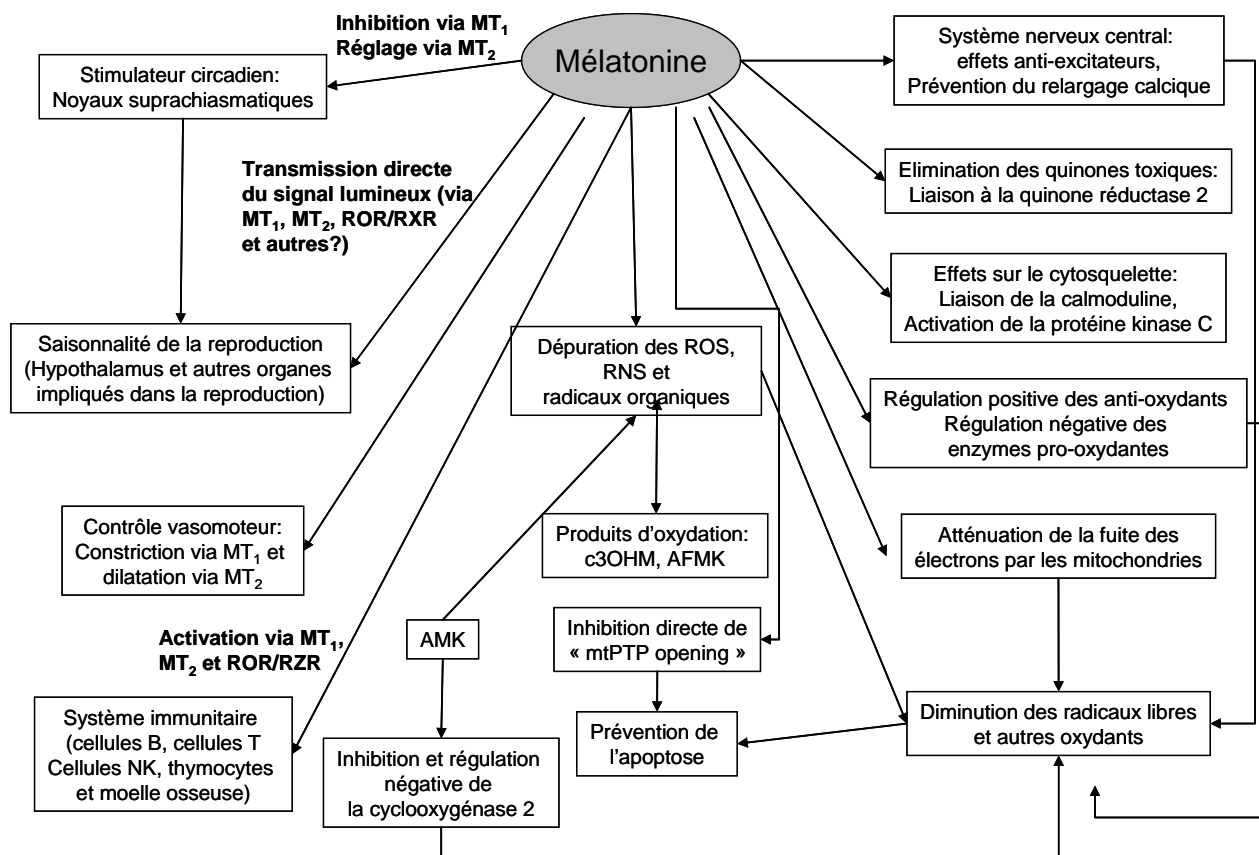 Inhibition via MT₁
Réglage via MT₂
Mélatonine
Système nerveux central:
effets anti-excitateurs,
Prévention du relargage calcique
Stimulateur circadien:
Noyaux suprachiasmatiques
Elimination des quinones toxiques:
Liaison à la quinone réductase 2
Transmission directe
du signal lumineux (via
MT₁, MT₂, ROR/RXR
et autres?)
Effets sur le cytosquelette:
Liaison de la calmoduline,
Activation de la protéine kinase C
Saisonnalité de la reproduction
(Hypothalamus et autres organes
impliqués dans la reproduction)
Dépuration des ROS,
RNS et
radicaux organiques
Régulation positive des anti-oxydants
Régulation négative des
enzymes pro-oxydantes
Contrôle vasomoteur:
Constriction via MT₁ et
dilatation via MT₂
Produits d’oxydation:
c3OHM, AFMK
Atténuation de la fuite des
électrons par les mitochondries
Activation via MT₁,
MT₂ et ROR/RZR
AMK
Inhibition directe de
« mtPTP opening »
Système immunitaire
(cellules B, cellules T
Cellules NK, thymocytes
et moelle osseuse)
Inhibition et régulation
négative de
la cyclooxygénase 2
Prévention de
l’apoptose
Diminution des radicaux libres
et autres oxydants